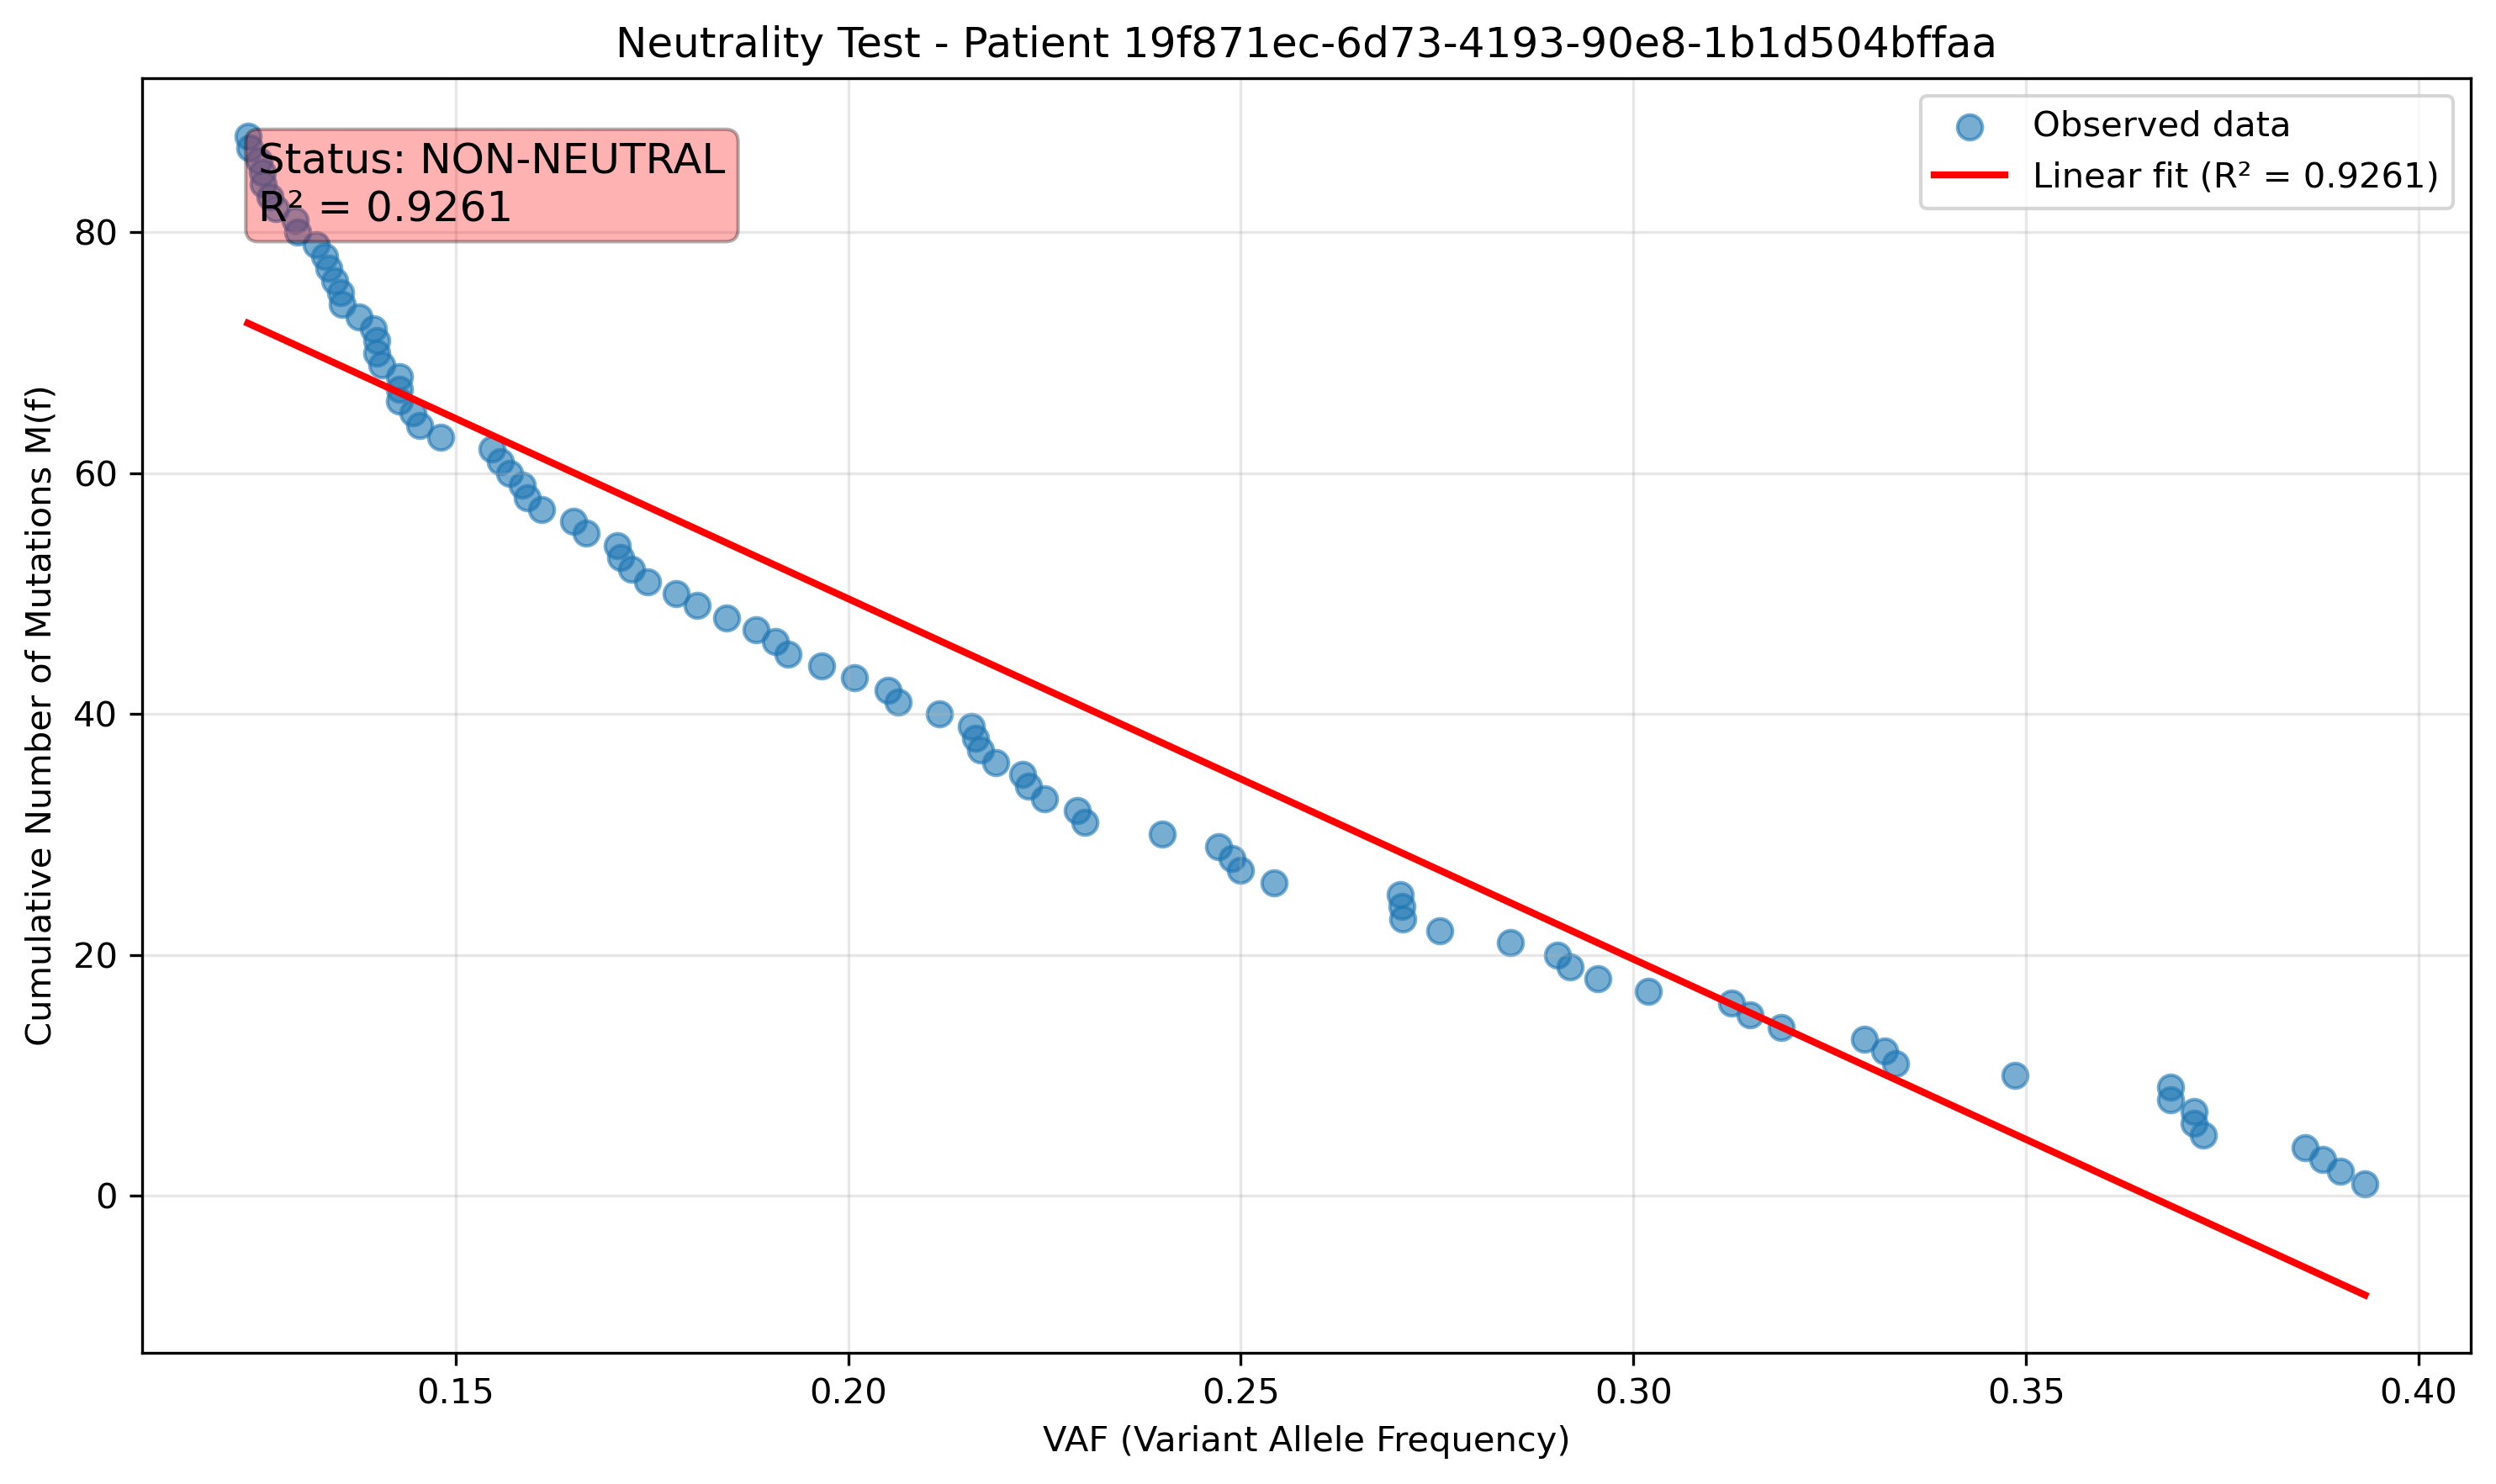 Neutrality Test - Patient 19f871ec-6d73-4193-90e8-1b1d504bffaa
Status: NON-NEUTRAL
R² = 0.9261
Observed data
Linear fit (R² = 0.9261)
Cumulative Number of Mutations M(f)
80
60
40
20
0
0.15
0.20
0.25
0.30
0.35
0.40
VAF (Variant Allele Frequency)